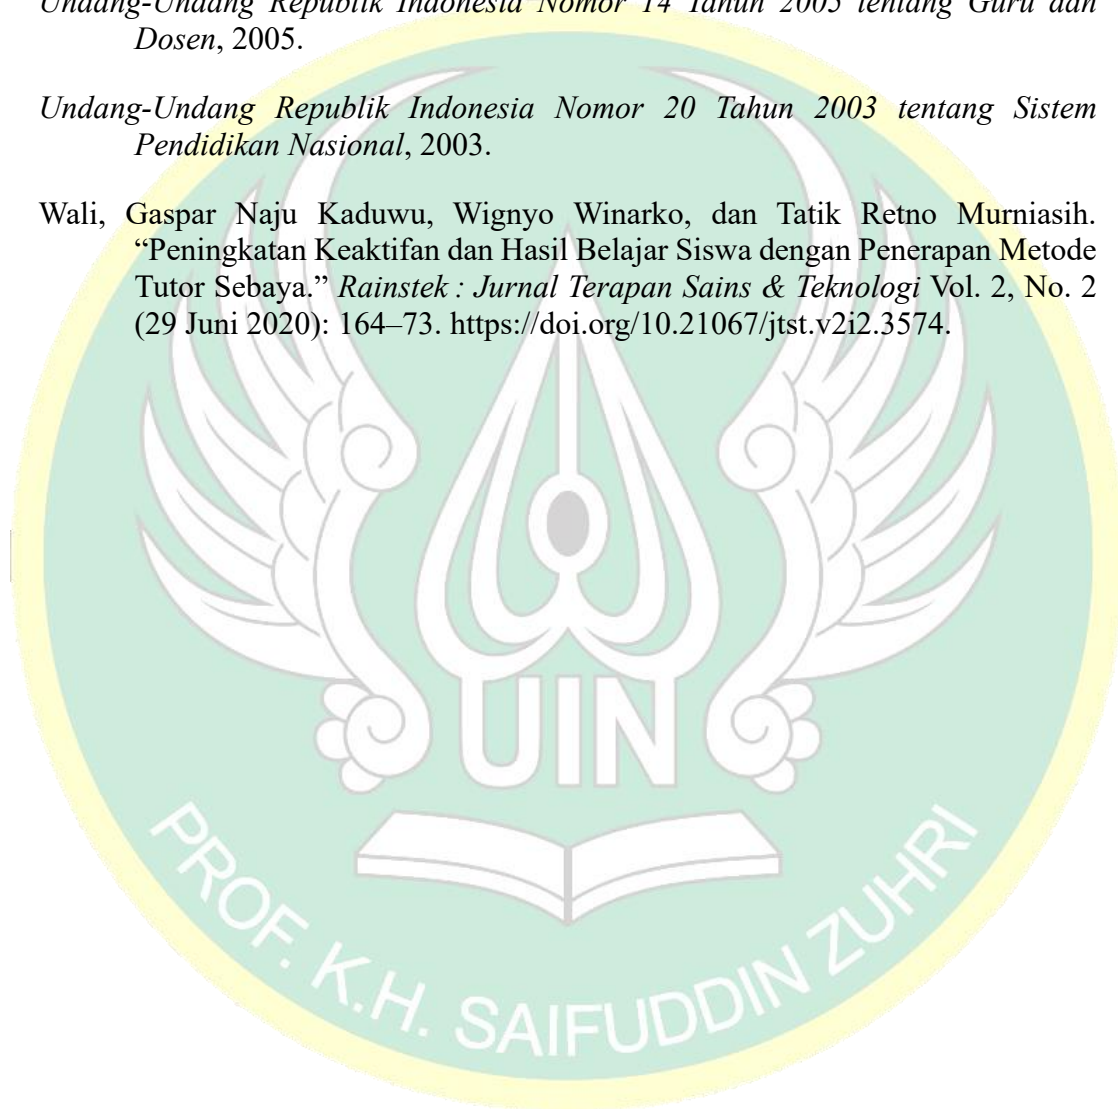 Undang-Undang Republik Indonesia Nomor 14 Tahun 2005 tentang Guru dan
Dosen, 2005.
Undang-Undang Republik Indonesia Nomor 20 Tahun 2003 tentang Sistem
Pendidikan Nasional, 2003.
Wali, Gaspar Naju Kaduwu, Wignyo Winarko, dan Tatik Retno Murniasih.
“Peningkatan Keaktifan dan Hasil Belajar Siswa dengan Penerapan Metode
Tutor Sebaya.” Rainstek : Jurnal Terapan Sains & Teknologi Vol. 2, No. 2
(29 Juni 2020): 164–73. https://doi.org/10.21067/jtst.v2i2.3574.
UIN
PROF. K.H. SAIFUDDIN ZUHRI